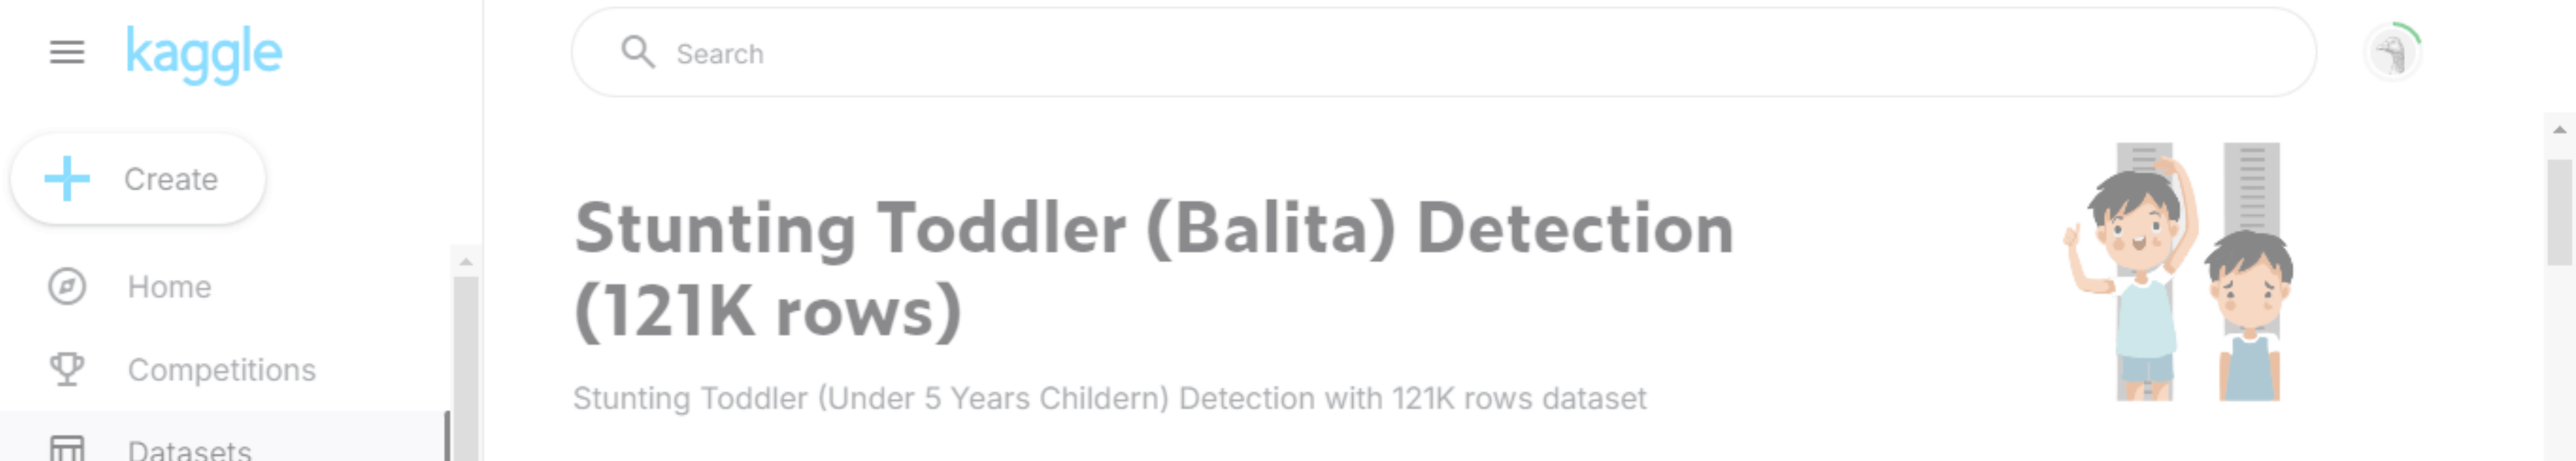 kaggle
Search
Create
Home
Competitions
Datasets
Stunting Toddler (Balita) Detection
(121K rows)
Stunting Toddler (Under 5 Years Childern) Detection with 121K rows dataset